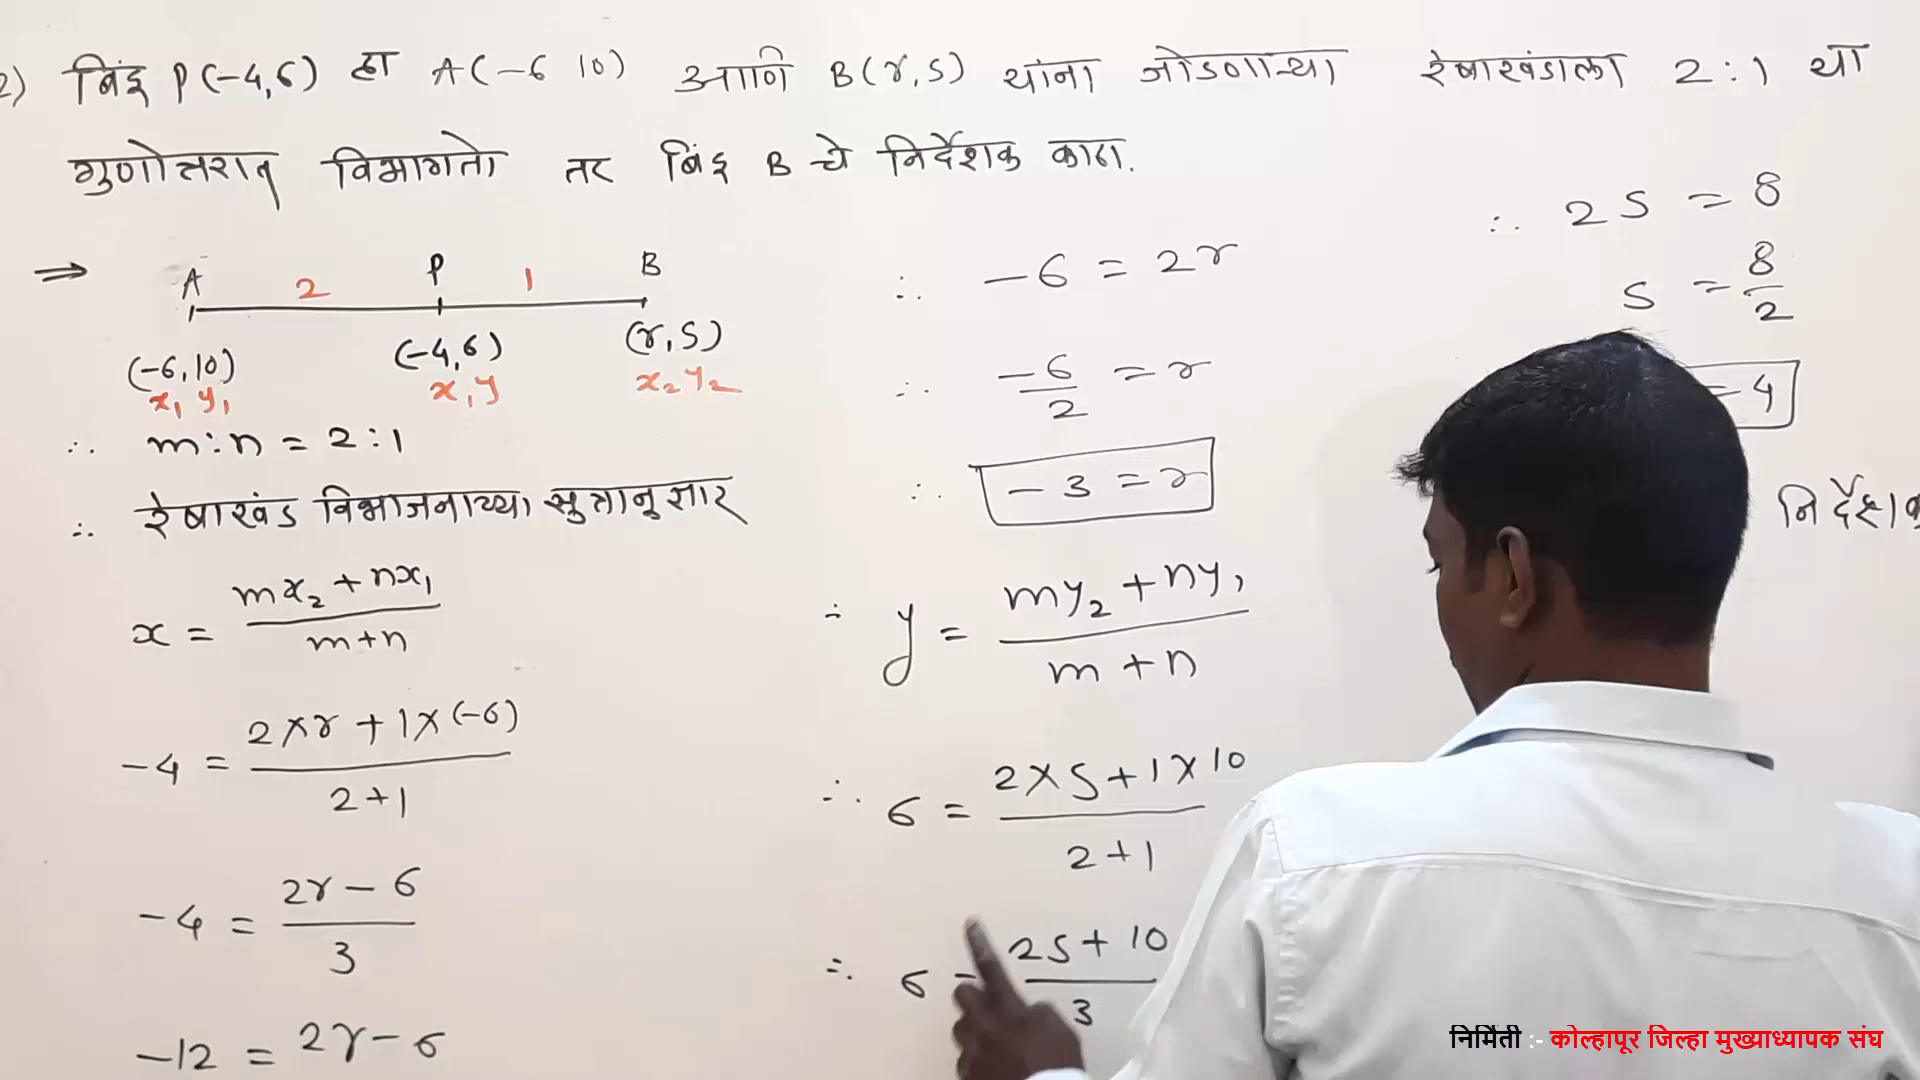 2) बिंदू P(-4,6) हा A(-6 10) आणि B(r,s) यांना जोडणाऱ्या रेषाखंडाला 2:1 या
गुणोत्तरात विभागतो तर बिंदू B चे निर्देशक काढा.
⇒ A 2 P 1 B
(-6,10) (-4,6) (r,s)
x₁ y₁ x,y x₂ y₂
∴ m:n = 2:1
∴ रेषाखंड विभाजनाच्या सुत्रानुसार
x = (mx₂ + nx₁)/(m+n)
-4 = (2×r + 1×(-6))/(2+1)
-4 = (2r - 6)/3
-12 = 2r - 6
∴ -6 = 2r
∴ -6/2 = r
∴ -3 = r
∴ y = (my₂ + ny₁)/(m+n)
∴ 6 = (2×s + 1×10)/(2+1)
∴ 6 = (2s + 10)/3
∴ 2s = 8
s = 8/2
= 4
निर्देशक
निर्मिती :- कोल्हापूर जिल्हा मुख्याध्यापक संघ